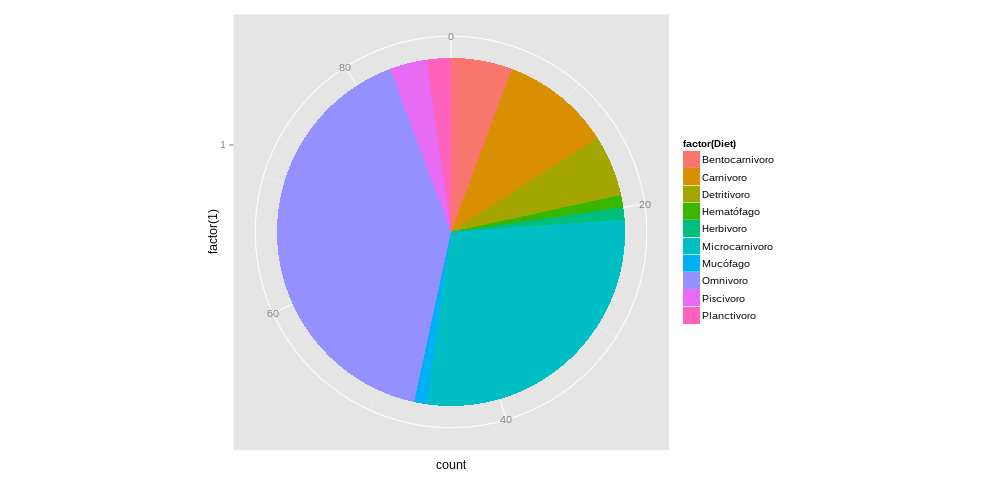 0
80
1
20
60
40
factor(1)
count
factor(Diet)
Bentocarnivoro
Carnivoro
Detritivoro
Hematófago
Herbivoro
Microcarnivoro
Mucófago
Omnivoro
Piscivoro
Planctivoro